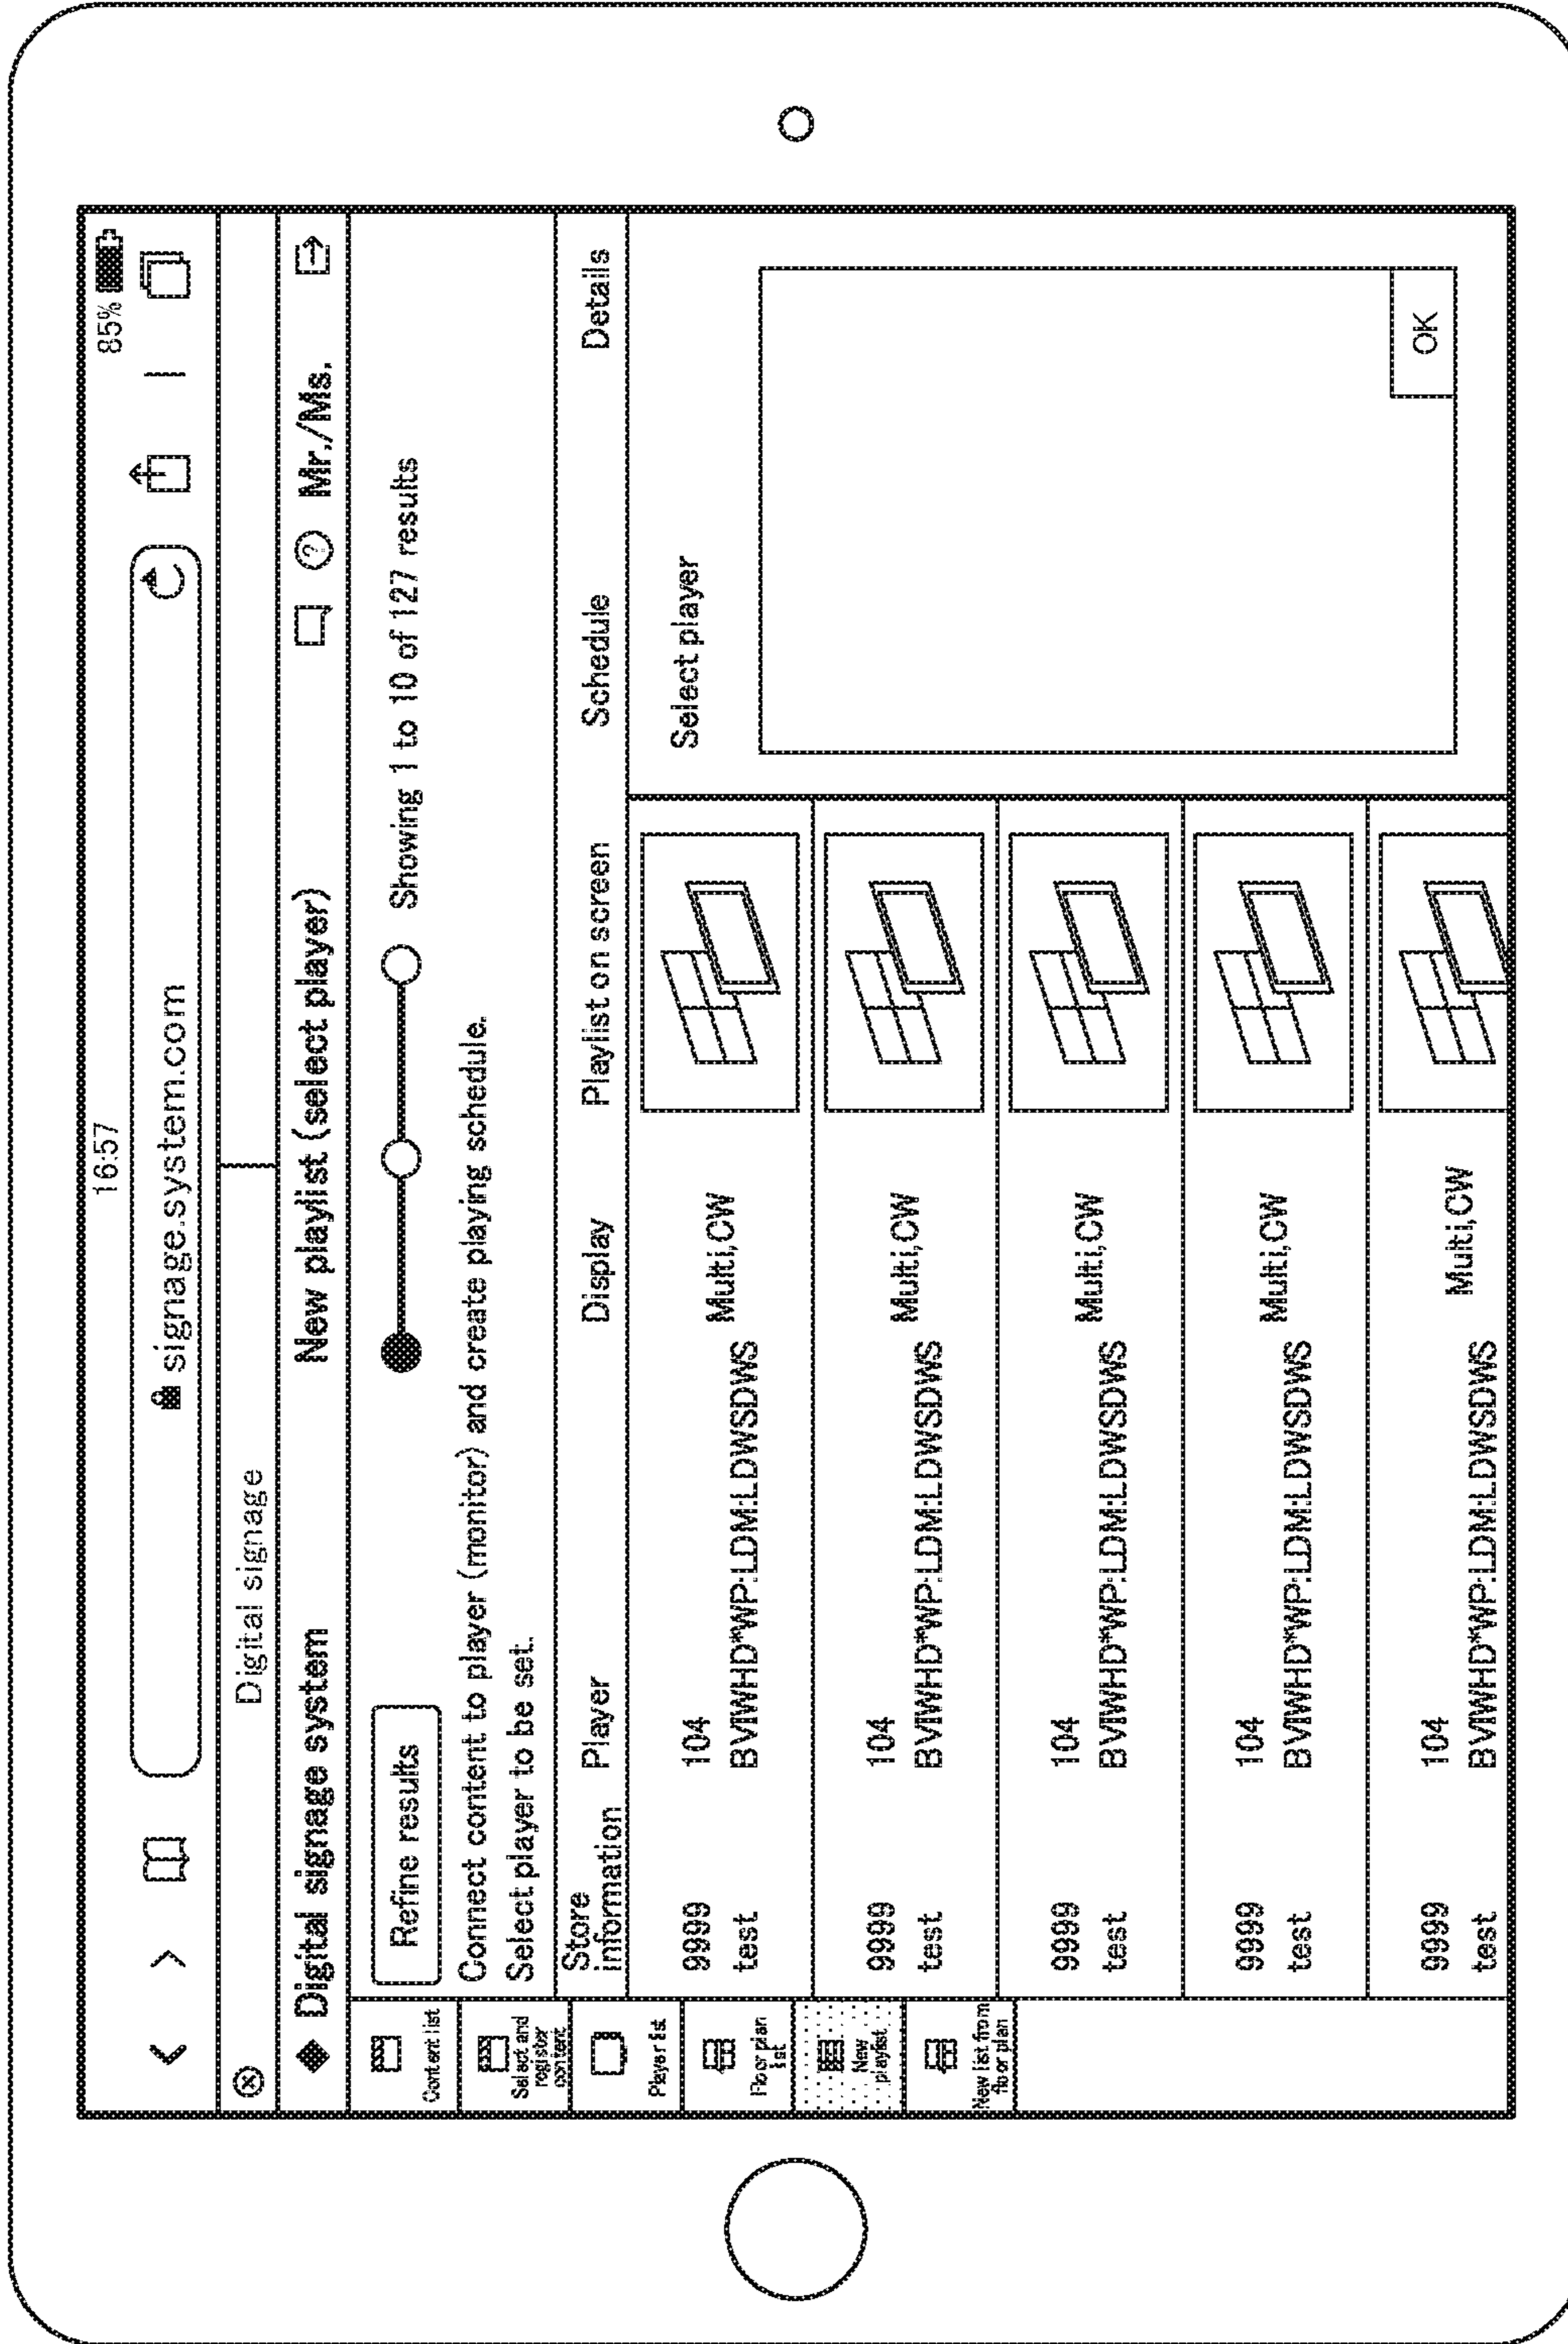 16:57
85%
signage.system.com
Digital signage
Digital signage system
New playlist (select player)
? Mr./Ms.
Refine results
Showing 1 to 10 of 127 results
Connect content to player (monitor) and create playing schedule.
Select player to be set.
Content list
Select and
register
content
Player list
Floor plan
list
New
playlist
New list from
floor plan
Store
information
Player
Display
Playlist on screen
Schedule
Details
9999
test
104
BVIWHD*WP:LDM:LDWSDWS
Multi,CW
9999
test
104
BVIWHD*WP:LDM:LDWSDWS
Multi,CW
9999
test
104
BVIWHD*WP:LDM:LDWSDWS
Multi,CW
9999
test
104
BVIWHD*WP:LDM:LDWSDWS
Multi,CW
9999
test
104
BVIWHD*WP:LDM:LDWSDWS
Multi,CW
Select player
OK